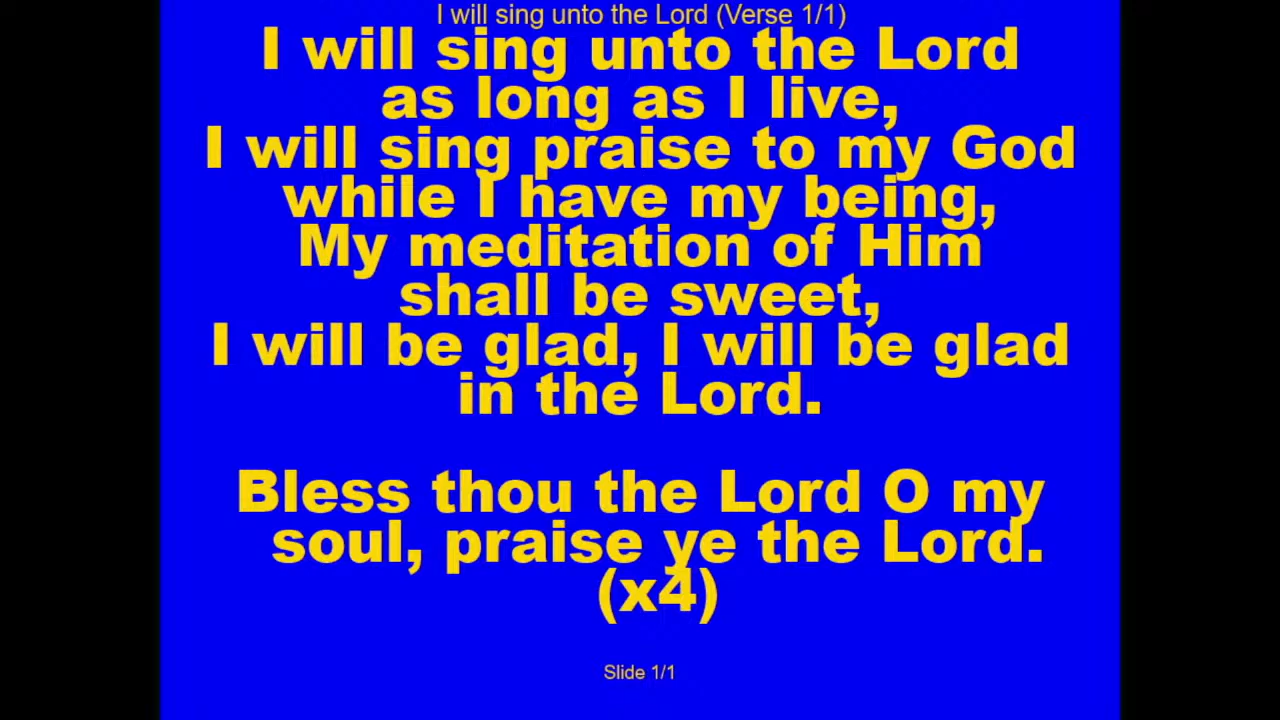 I will sing unto the Lord (Verse 1/1)
I will sing unto the Lord
as long as I live,
I will sing praise to my God
while I have my being,
My meditation of Him
shall be sweet,
I will be glad, I will be glad
in the Lord.
Bless thou the Lord O my
soul, praise ye the Lord.
(x4)
Slide 1/1